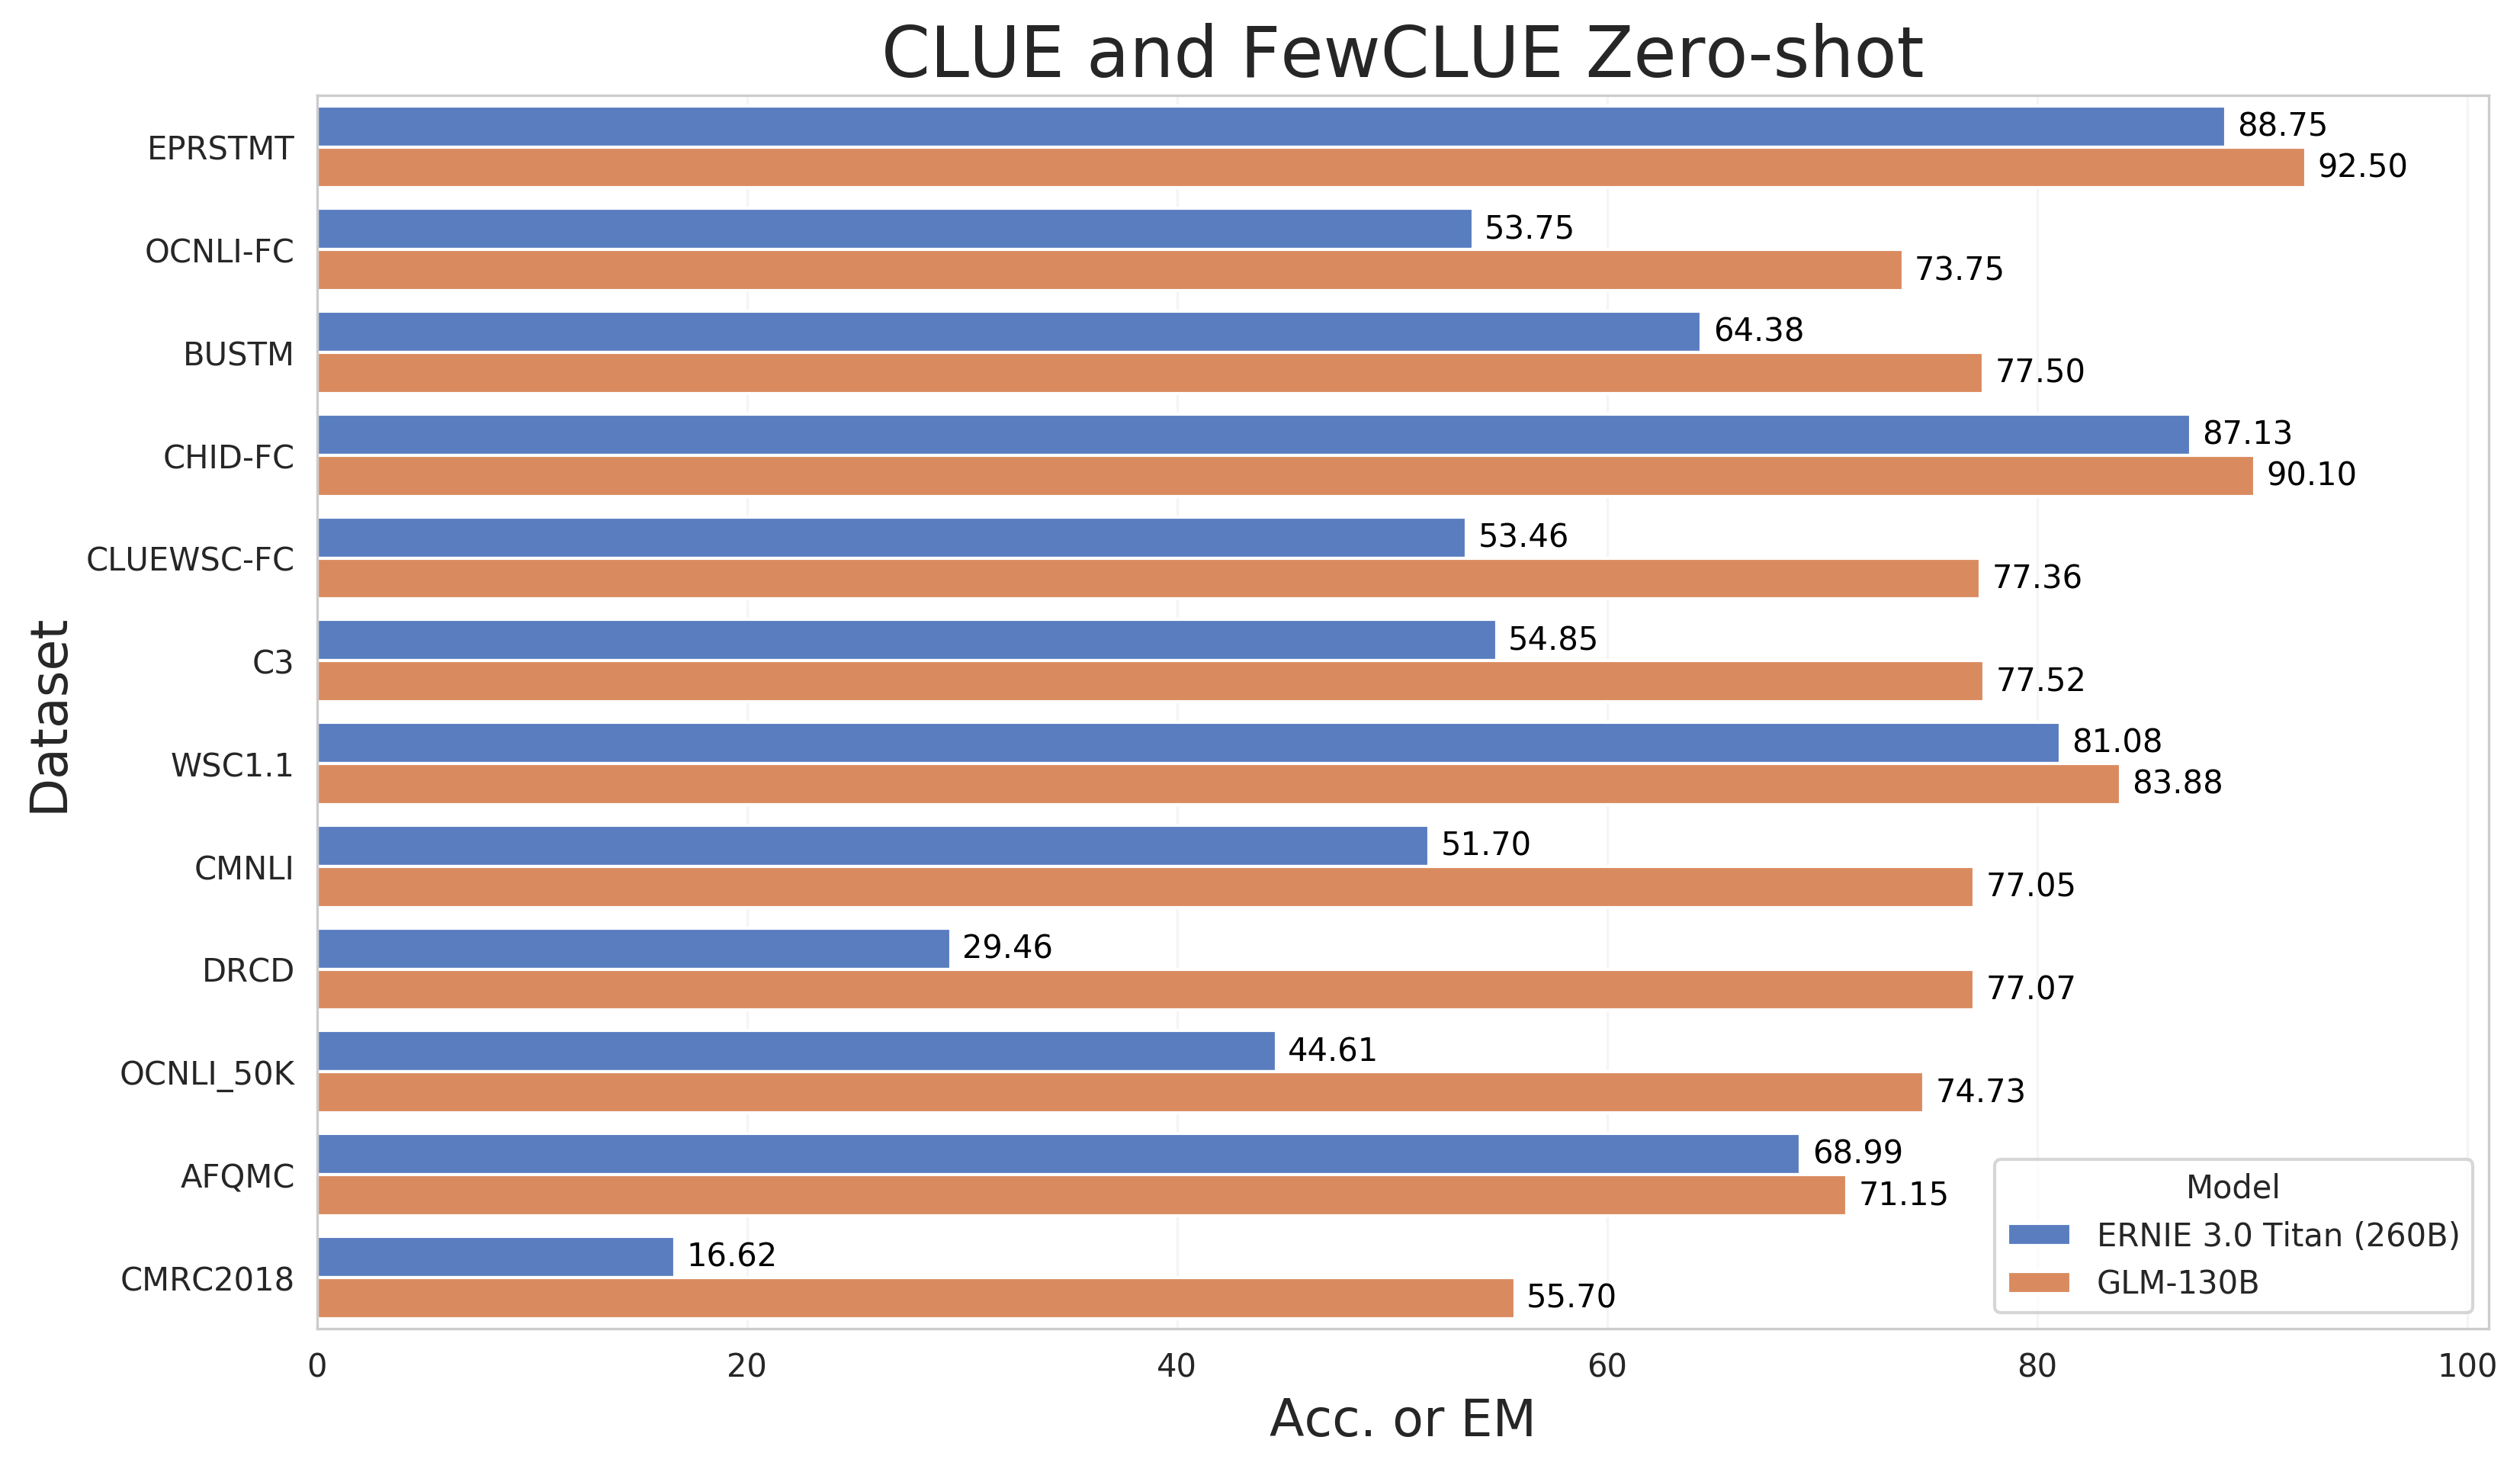 CLUE and FewCLUE Zero-shot
EPRSTMT
88.75
92.50
OCNLI-FC
53.75
73.75
BUSTM
64.38
77.50
CHID-FC
87.13
90.10
CLUEWSC-FC
53.46
77.36
C3
54.85
77.52
WSC1.1
81.08
83.88
CMNLI
51.70
77.05
DRCD
29.46
77.07
OCNLI_50K
44.61
74.73
AFQMC
68.99
71.15
CMRC2018
16.62
55.70
Dataset
Model
ERNIE 3.0 Titan (260B)
GLM-130B
0 20 40 60 80 100
Acc. or EM